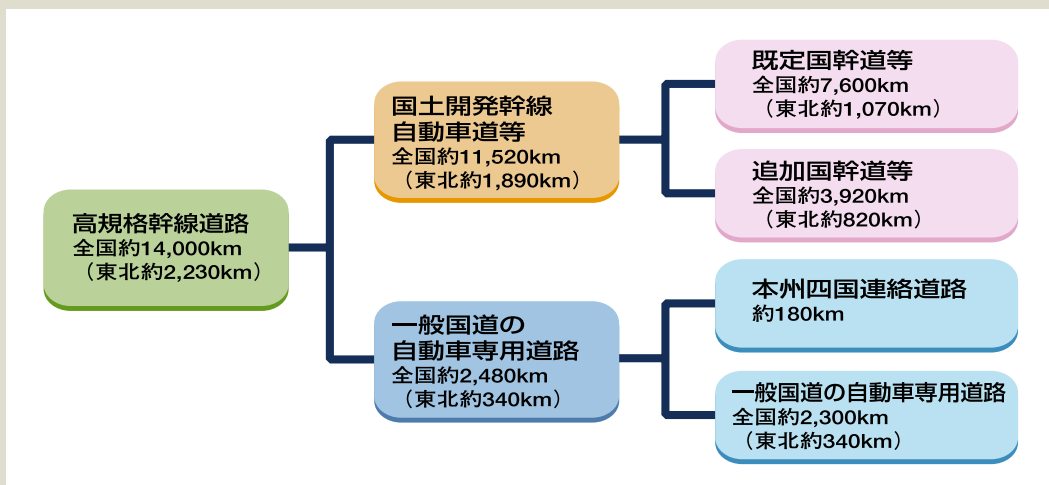 高規格幹線道路
全国約14,000km
（東北約2,230km）
国土開発幹線
自動車道等
全国約11,520km
（東北約1,890km）
既定国幹道等
全国約7,600km
（東北約1,070km）
追加国幹道等
全国約3,920km
（東北約820km）
一般国道の
自動車専用道路
全国約2,480km
（東北約340km）
本州四国連絡道路
約180km
一般国道の自動車専用道路
全国約2,300km
（東北約340km）